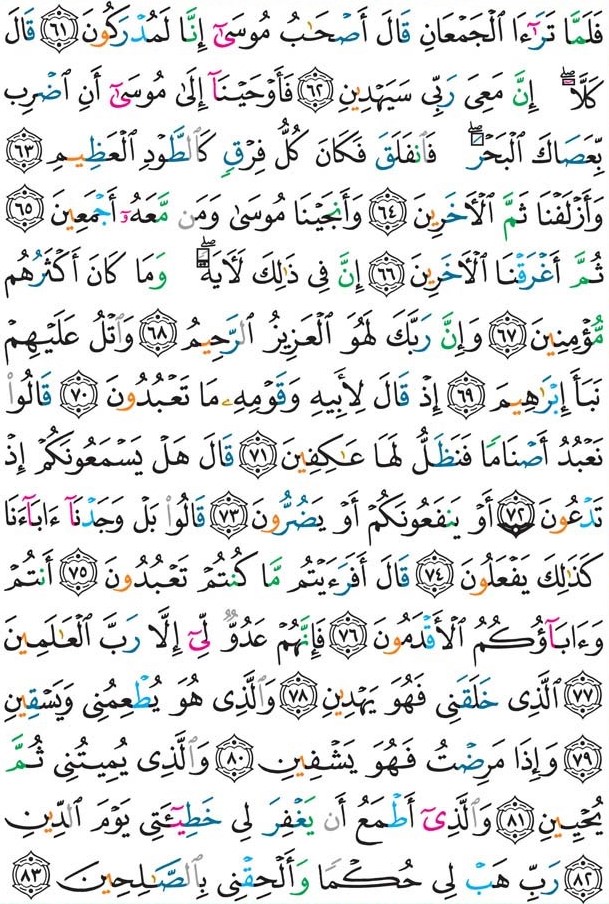 فَلَمَّا تَرَٰٓءَا ٱلْجَمْعَانِ قَالَ أَصْحَٰبُ مُوسَىٰٓ إِنَّا لَمُدْرَكُونَ ٦١ قَالَ
كَلَّآ إِنَّ مَعِىَ رَبِّى سَيَهْدِينِ ٦٢ فَأَوْحَيْنَآ إِلَىٰ مُوسَىٰٓ أَنِ ٱضْرِب
بِّعَصَاكَ ٱلْبَحْرَ فَٱنفَلَقَ فَكَانَ كُلُّ فِرْقٍ كَٱلطَّوْدِ ٱلْعَظِيمِ ٦٣
وَأَزْلَفْنَا ثَمَّ ٱلْأَخَرِينَ ٦٤ وَأَنجَيْنَا مُوسَىٰ وَمَن مَّعَهُۥٓ أَجْمَعِينَ ٦٥
ثُمَّ أَغْرَقْنَا ٱلْأَخَرِينَ ٦٦ إِنَّ فِى ذَٰلِكَ لَأَيَةً وَمَا كَانَ أَكْثَرُهُم
مُّؤْمِنِينَ ٦٧ وَإِنَّ رَبَّكَ لَهُوَ ٱلْعَزِيزُ ٱلرَّحِيمُ ٦٨ وَٱتْلُ عَلَيْهِمْ
نَبَأَ إِبْرَٰهِيمَ ٦٩ إِذْ قَالَ لِأَبِيهِ وَقَوْمِهِۦ مَا تَعْبُدُونَ ٧٠ قَالُوا۟
نَعْبُدُ أَصْنَامًا فَنَظَلُّ لَهَا عَٰكِفِينَ ٧١ قَالَ هَلْ يَسْمَعُونَكُمْ إِذْ
تَدْعُونَ ٧٢ أَوْ يَنفَعُونَكُمْ أَوْ يَضُرُّونَ ٧٣ قَالُوا۟ بَلْ وَجَدْنَآ ءَابَآءَنَا
كَذَٰلِكَ يَفْعَلُونَ ٧٤ قَالَ أَفَرَءَيْتُم مَّا كُنتُمْ تَعْبُدُونَ ٧٥ أَنتُمْ
وَءَابَآؤُكُمُ ٱلْأَقْدَمُونَ ٧٦ فَإِنَّهُمْ عَدُوٌّ لِّىٓ إِلَّا رَبَّ ٱلْعَٰلَمِينَ
٧٧ ٱلَّذِى خَلَقَنِى فَهُوَ يَهْدِينِ ٧٨ وَٱلَّذِى هُوَ يُطْعِمُنِى وَيَسْقِينِ
٧٩ وَإِذَا مَرِضْتُ فَهُوَ يَشْفِينِ ٨٠ وَٱلَّذِى يُمِيتُنِى ثُمَّ
يُحْيِينِ ٨١ وَٱلَّذِىٓ أَطْمَعُ أَن يَغْفِرَ لِى خَطِيٓـَٔتِى يَوْمَ ٱلدِّينِ
٨٢ رَبِّ هَبْ لِى حُكْمًا وَأَلْحِقْنِى بِٱلصَّٰلِحِينَ ٨٣